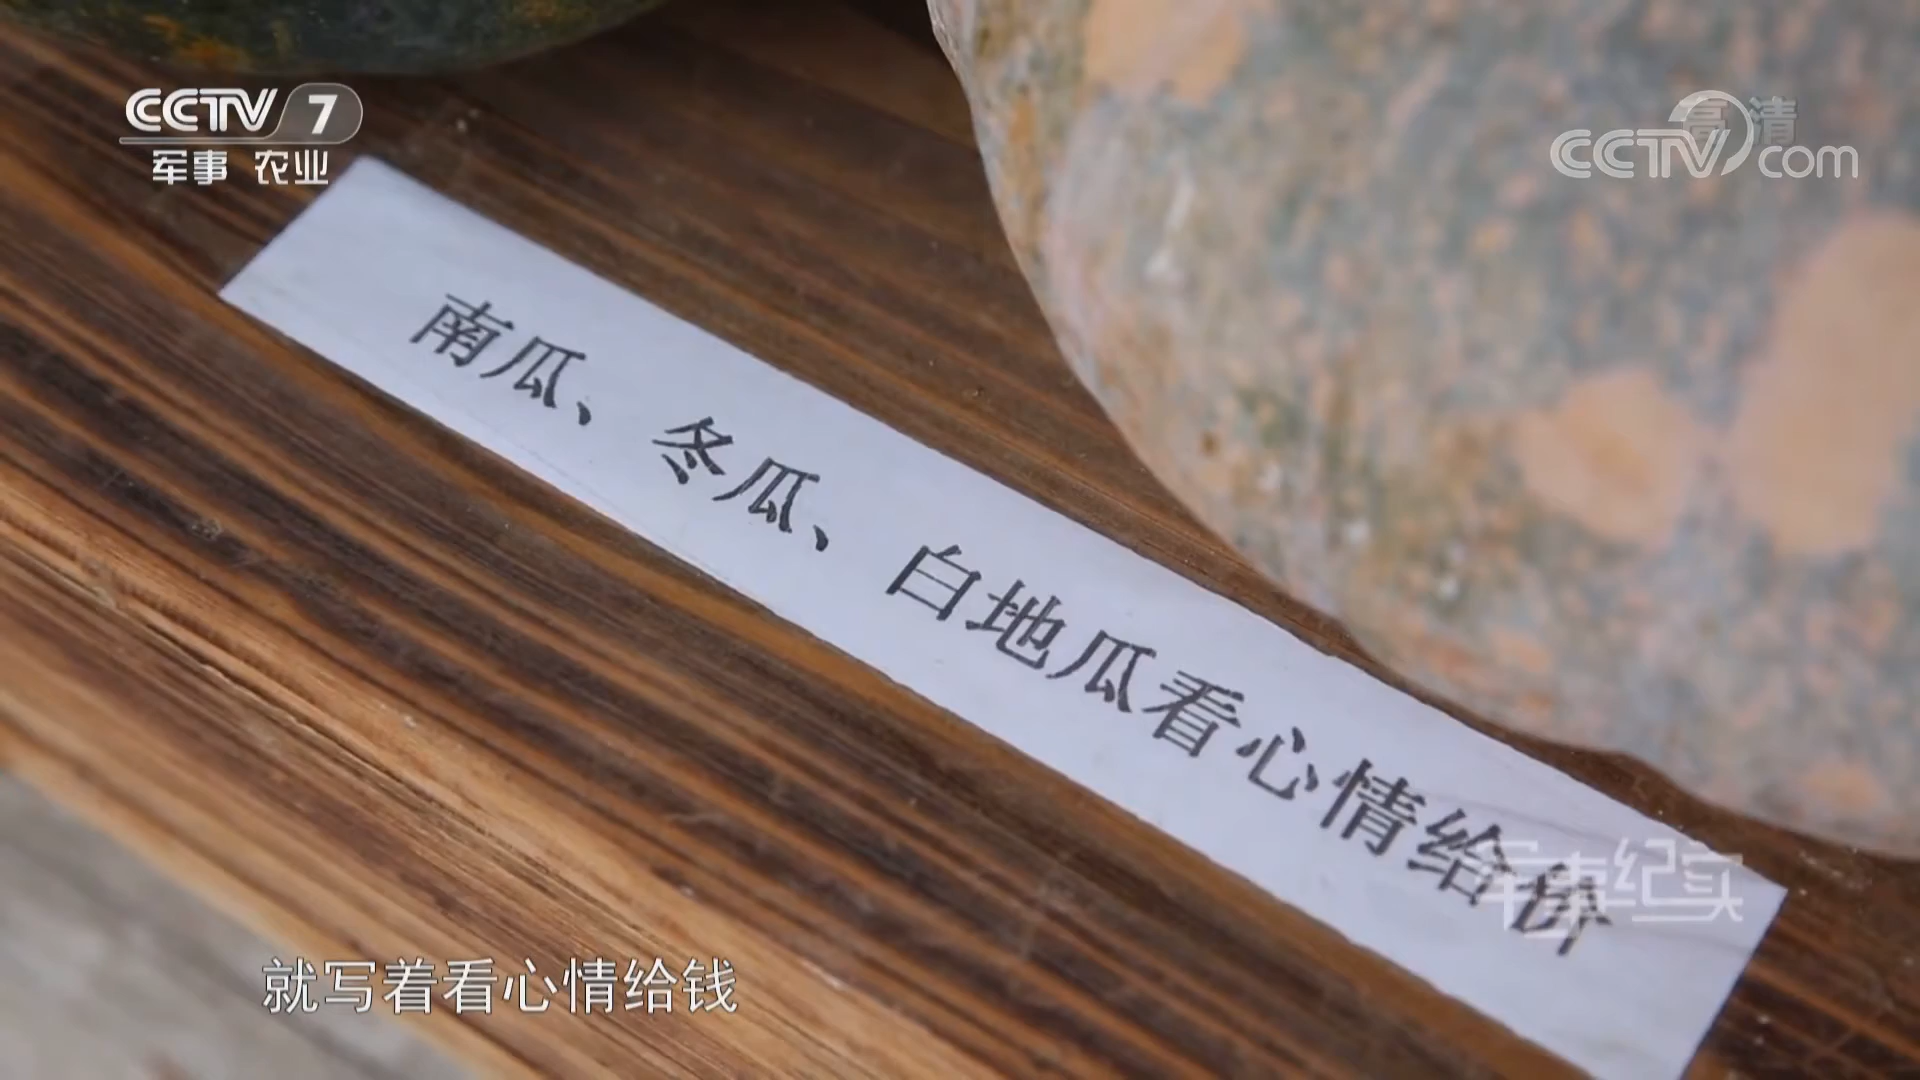 CCTV 7
军事 农业
高清
CCTV.com
南瓜、冬瓜、白地瓜看心情给价
军事纪实
就写着看心情给钱